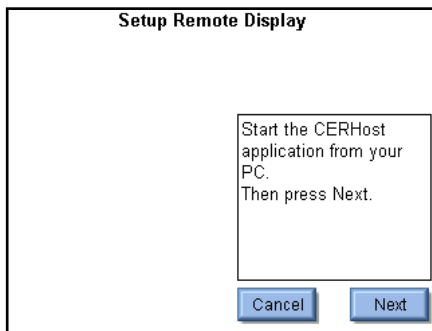 Setup Remote Display
Start the CERHost
application from your
PC.
Then press Next.
Cancel
Next